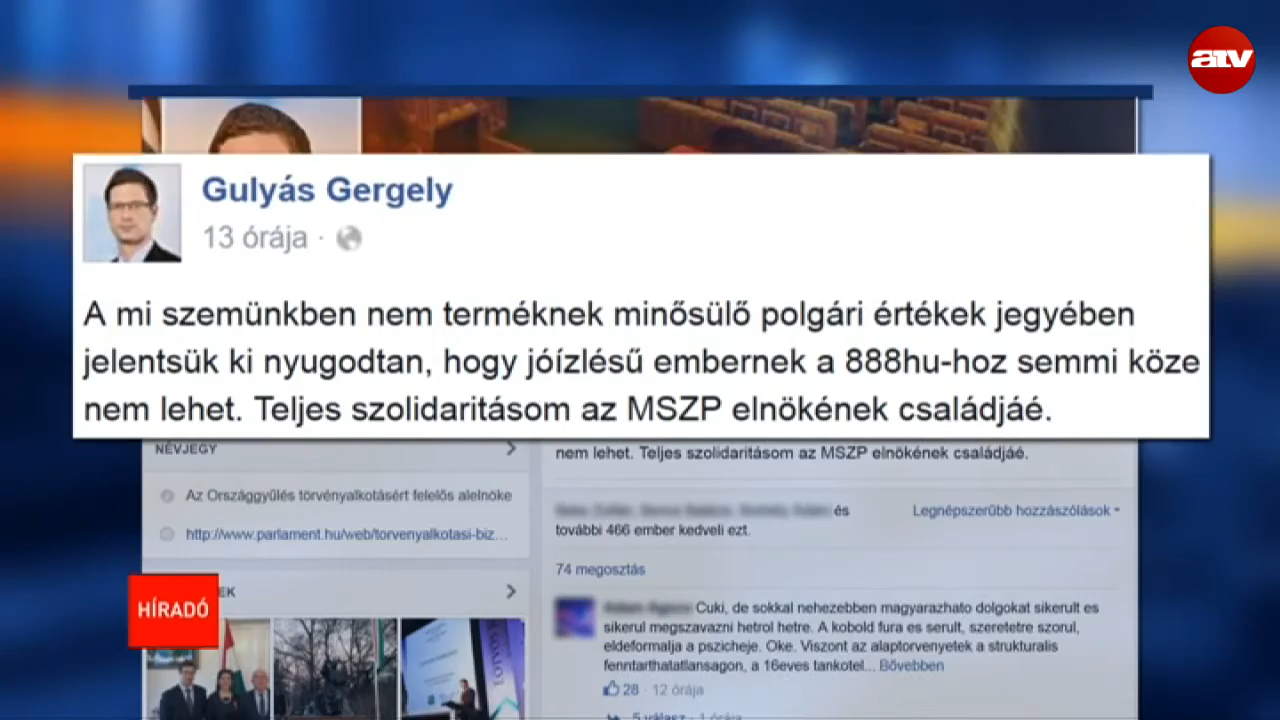 atv
Gulyás Gergely
13 órája ·
A mi szemünkben nem terméknek minősülő polgári értékek jegyében
jelentsük ki nyugodtan, hogy jóízlésű embernek a 888hu-hoz semmi köze
nem lehet. Teljes szolidaritásom az MSZP elnökének családjáé.
NÉVJEGY
Az Országgyűlés törvényalkotásért felelős alelnöke
http://www.parlament.hu/web/torvenyalkotasi-biz...
EK
HÍRADÓ
nem lehet. Teljes szolidaritásom az MSZP elnökének családjáé.
és
további 466 ember kedveli ezt.
Legnépszerűbb hozzászólások
74 megosztás
Cuki, de sokkal nehezebben magyarazhato dolgokat sikerult es
sikerul megszavazni hetrol hetre. A kobold fura es serult, szeretetre szorul,
eldeformalja a pszicheje. Oke. Viszont az alaptorvenyetek a strukturalis
fenntarthatatlansagon, a 16eves tankotel... Bővebben
28 · 12 órája
5 válasz · 1 órája